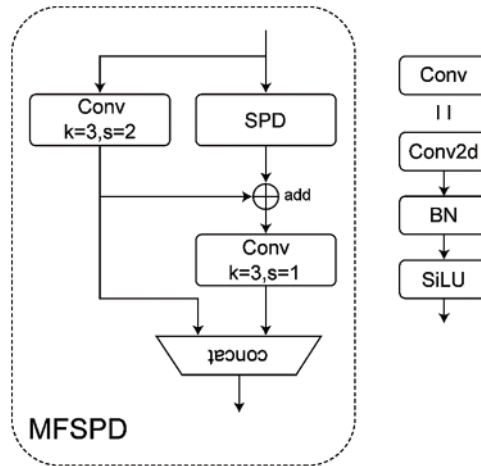 Conv
k=3,s=2
SPD
add
Conv
k=3,s=1
concat
MFSPD
Conv
Conv2d
BN
SiLU